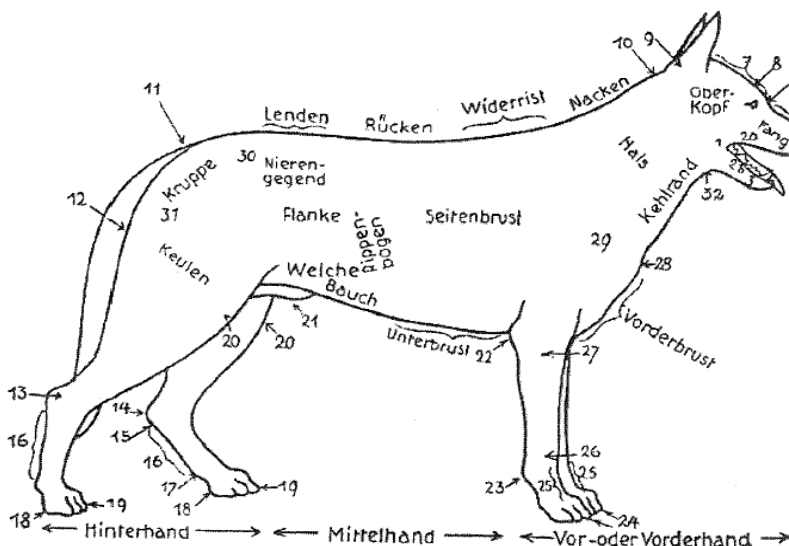 9
10
7
8
Ober-
Kopf
Fang
Nacken
Widerrist
Rücken
Lenden
11
Hals
20
Kehlrand
32
30
Nieren-
gegend
Kruppe
12
31
Flanke
Rippen-
bogen
Seitenbrust
29
28
Keulen
Weiche
Bauch
21
20
20
Unterbrust
22
27
Vorderbrust
13
14
15
16
16
17
18
19
18
19
23
26
25
25
24
Hinterhand
Mittelhand
Vor-oder Vorderhand